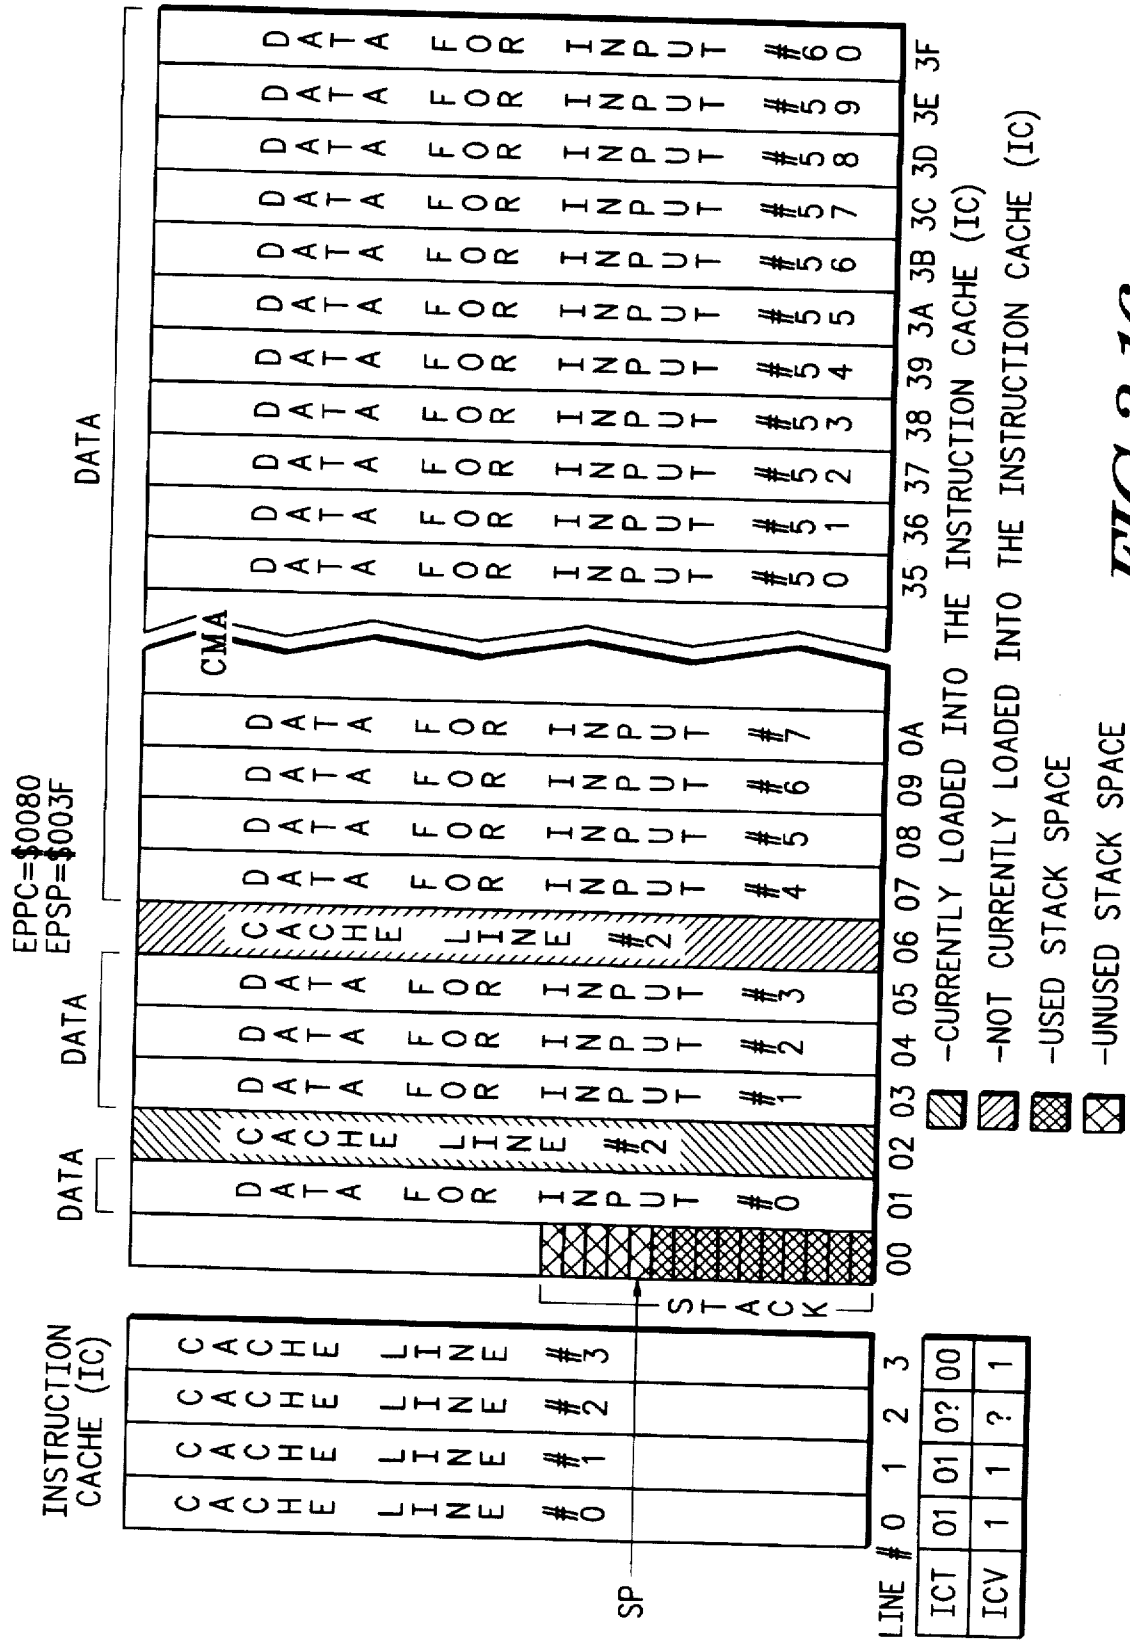 EPPC=$0080
EPSP=$003F
INSTRUCTION
CACHE (IC)
DATA
DATA
DATA
CACHE LINE #0
CACHE LINE #1
CACHE LINE #2
CACHE LINE #3
DATA FOR INPUT #0
CACHE LINE #2
DATA FOR INPUT #1
DATA FOR INPUT #2
DATA FOR INPUT #3
CACHE LINE #2
DATA FOR INPUT #4
DATA FOR INPUT #5
DATA FOR INPUT #6
DATA FOR INPUT #7
CMA
DATA FOR INPUT #50
DATA FOR INPUT #51
DATA FOR INPUT #52
DATA FOR INPUT #53
DATA FOR INPUT #54
DATA FOR INPUT #55
DATA FOR INPUT #56
DATA FOR INPUT #57
DATA FOR INPUT #58
DATA FOR INPUT #59
DATA FOR INPUT #60
SP
STACK
LINE # 0 1 2 3
00 01 02 03 04 05 06 07 08 09 0A
35 36 37 38 39 3A 3B 3C 3D 3E 3F
ICT 01 01 0? 00
ICV 1 1 ? 1
-CURRENTLY LOADED INTO THE INSTRUCTION CACHE (IC)
-NOT CURRENTLY LOADED INTO THE INSTRUCTION CACHE (IC)
-USED STACK SPACE
-UNUSED STACK SPACE